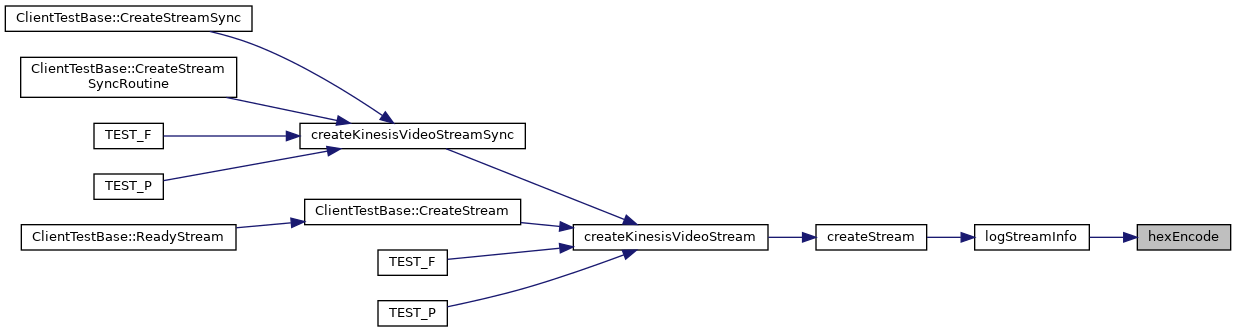 ClientTestBase::CreateStreamSync
ClientTestBase::CreateStream
SyncRoutine
TEST_F
createKinesisVideoStreamSync
TEST_P
ClientTestBase::CreateStream
ClientTestBase::ReadyStream
createKinesisVideoStream
createStream
logStreamInfo
hexEncode
TEST_F
TEST_P